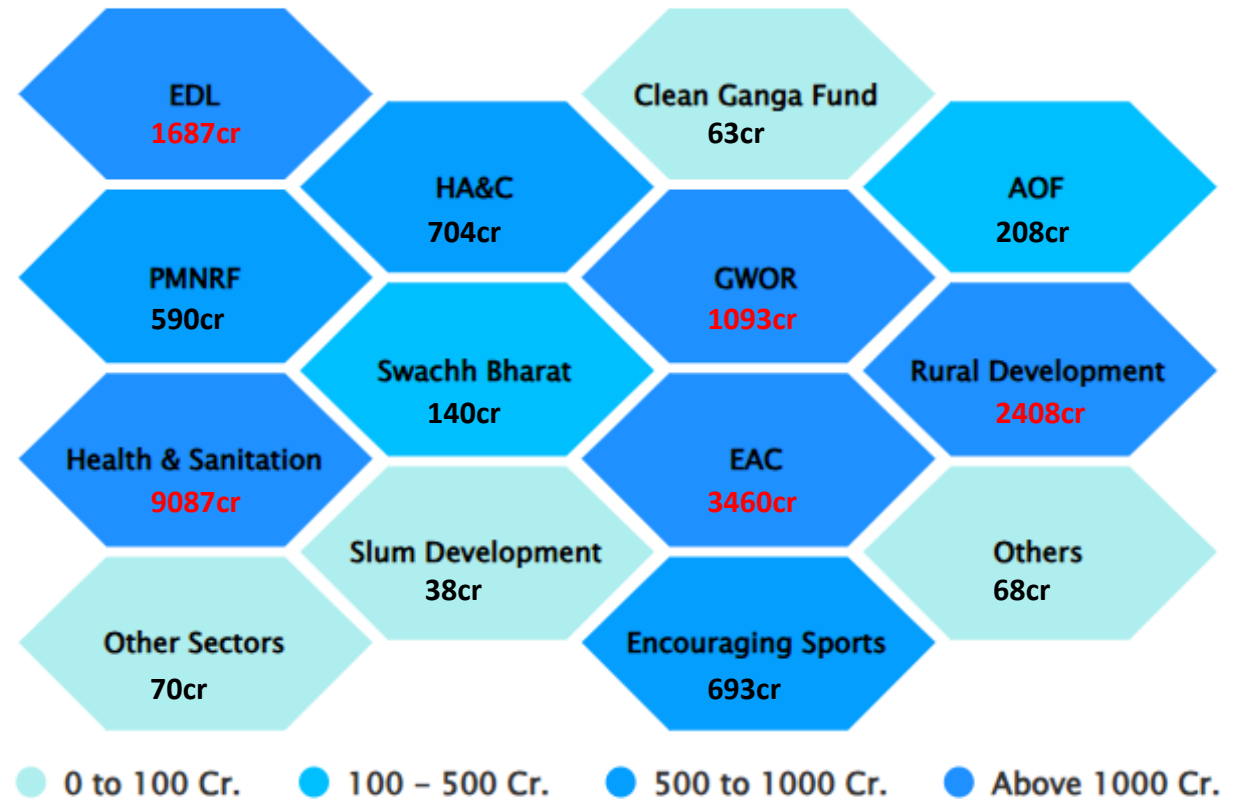 EDL
1687cr
Clean Ganga Fund
63cr
HA&C
704cr
AOF
208cr
PMNRF
590cr
GWOR
1093cr
Swachh Bharat
140cr
Rural Development
2408cr
Health & Sanitation
9087cr
EAC
3460cr
Slum Development
38cr
Others
68cr
Other Sectors
70cr
Encouraging Sports
693cr
0 to 100 Cr.
100 – 500 Cr.
500 to 1000 Cr.
Above 1000 Cr.